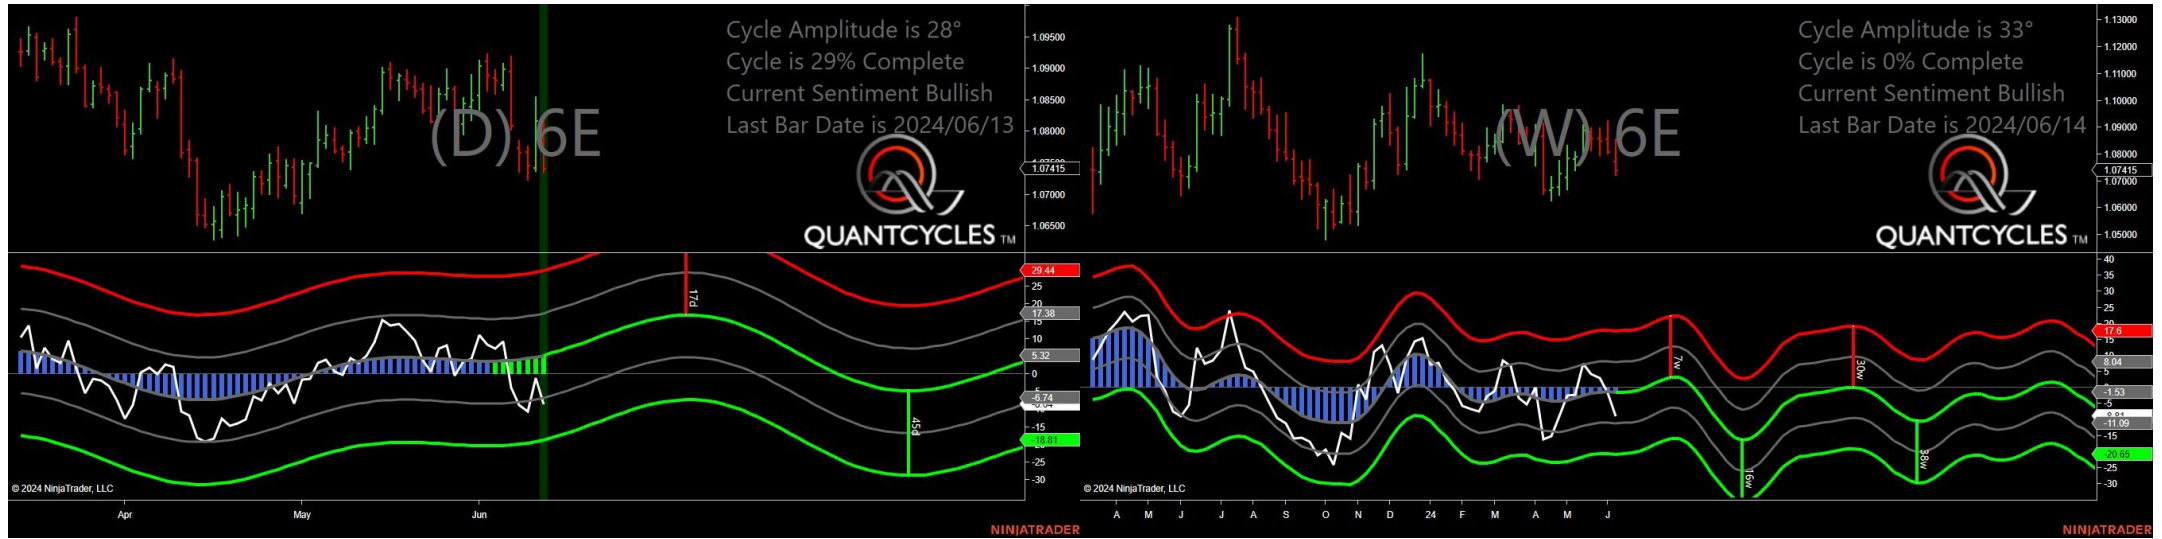 Cycle Amplitude is 28°
Cycle is 29% Complete
Current Sentiment Bullish
Last Bar Date is 2024/06/13
(D) 6E
QUANTCYCLES TM
1.09500
1.09000
1.08500
1.08000
1.07415
1.07000
1.06500
29.44
25
20
17.38
15
10
5.32
0
-5
-6.74
-15
-18.81
-25
-30
17d
45d
© 2024 NinjaTrader, LLC
Apr
May
Jun
NINJATRADER
Cycle Amplitude is 33°
Cycle is 0% Complete
Current Sentiment Bullish
Last Bar Date is 2024/06/14
(W) 6E
QUANTCYCLES TM
1.13000
1.12000
1.11000
1.10000
1.09000
1.08000
1.07415
1.07000
1.06000
1.05000
40
35
30
25
20
17.6
15
10
8.04
5
-1.53
-5
-11.09
-15
-20.65
-25
-30
7w
16w
30w
38w
© 2024 NinjaTrader, LLC
A M J J A S O N D 24 F M A M J
NINJATRADER